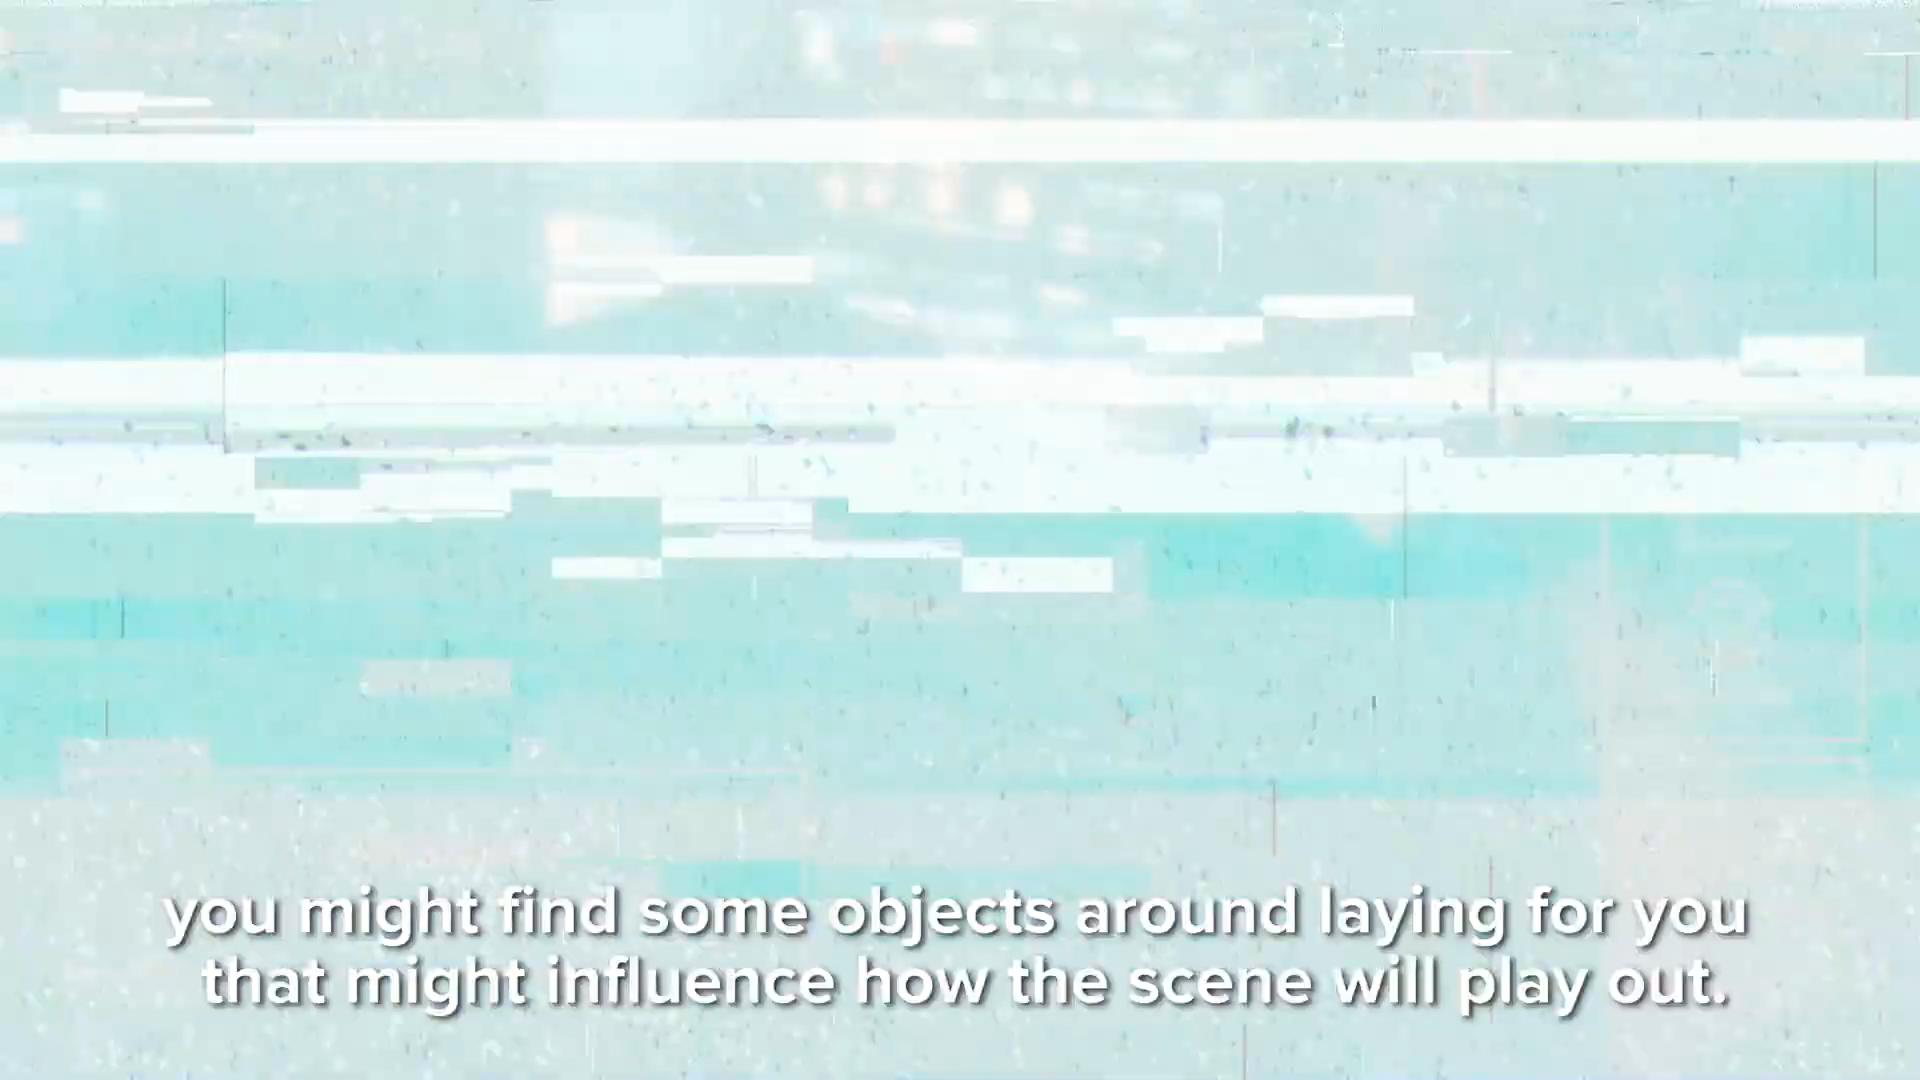 you might find some objects around laying for you
that might influence how the scene will play out.